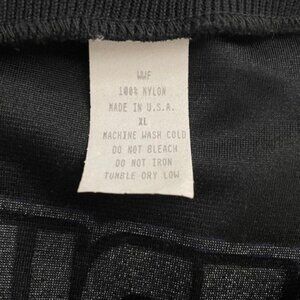 WWF
100% NYLON
MADE IN U.S.A.
XL
MACHINE WASH COLD
DO NOT BLEACH
DO NOT IRON
TUMBLE DRY LOW